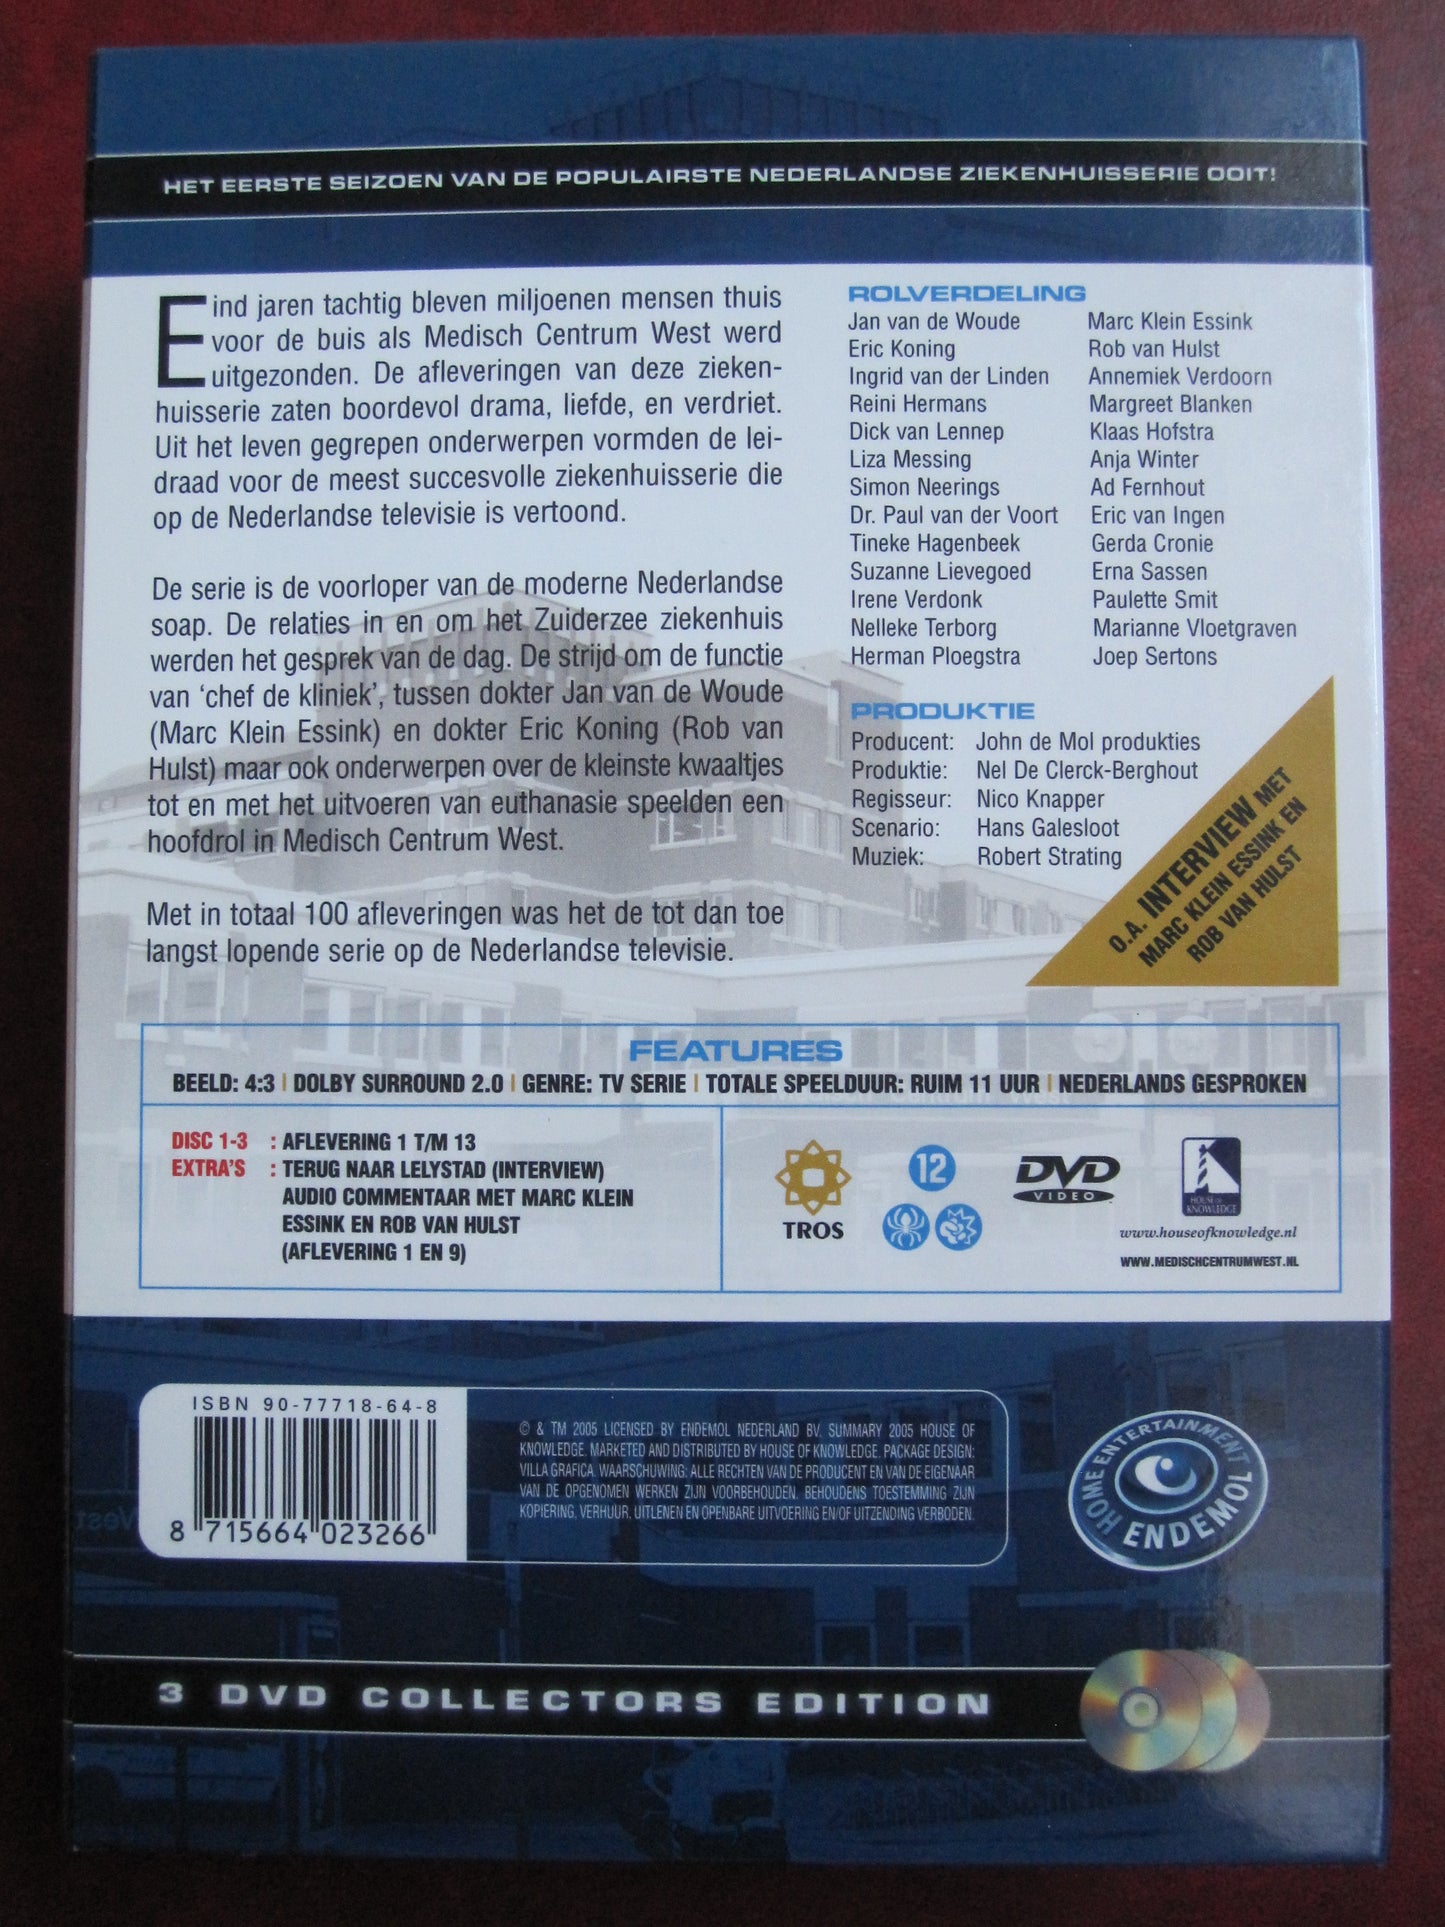 HET EERSTE SEIZOEN VAN DE POPULAIRSTE NEDERLANDSE ZIEKENHUISSERIE OOIT!
Eind jaren tachtig bleven miljoenen mensen thuis
voor de buis als Medisch Centrum West werd
uitgezonden. De afleveringen van deze zieken-
huisserie zaten boordevol drama, liefde, en verdriet.
Uit het leven gegrepen onderwerpen vormden de lei-
draad voor de meest succesvolle ziekenhuisserie die
op de Nederlandse televisie is vertoond.
De serie is de voorloper van de moderne Nederlandse
soap. De relaties in en om het Zuiderzee ziekenhuis
werden het gesprek van de dag. De strijd om de functie
van ‘chef de kliniek’, tussen dokter Jan van de Woude
(Marc Klein Essink) en dokter Eric Koning (Rob van
Hulst) maar ook onderwerpen over de kleinste kwaaltjes
tot en met het uitvoeren van euthanasie speelden een
hoofdrol in Medisch Centrum West.
Met in totaal 100 afleveringen was het de tot dan toe
langst lopende serie op de Nederlandse televisie.
ROLVERDELING
Jan van de Woude Marc Klein Essink
Eric Koning Rob van Hulst
Ingrid van der Linden Annemiek Verdoorn
Reini Hermans Margreet Blanken
Dick van Lennep Klaas Hofstra
Liza Messing Anja Winter
Simon Neerings Ad Fernhout
Dr. Paul van der Voort Eric van Ingen
Tineke Hagenbeek Gerda Cronie
Suzanne Lievegoed Erna Sassen
Irene Verdonk Paulette Smit
Nelleke Terborg Marianne Vloetgraven
Herman Ploegstra Joep Sertons
PRODUKTIE
Producent: John de Mol produkties
Produktie: Nel De Clerck-Berghout
Regisseur: Nico Knapper
Scenario: Hans Galesloot
Muziek: Robert Strating
O.A. INTERVIEW MET
MARC KLEIN ESSINK EN
ROB VAN HULST
FEATURES
BEELD: 4:3 | DOLBY SURROUND 2.0 | GENRE: TV SERIE | TOTALE SPEELDUUR: RUIM 11 UUR | NEDERLANDS GESPROKEN
DISC 1-3 : AFLEVERING 1 T/M 13
EXTRA'S : TERUG NAAR LELYSTAD (INTERVIEW)
AUDIO COMMENTAAR MET MARC KLEIN
ESSINK EN ROB VAN HULST
(AFLEVERING 1 EN 9)
TROS
12
DVD
VIDEO
HOUSE OF
KNOWLEDGE
www.houseofknowledge.nl
WWW.MEDISCHCENTRUMWEST.NL
ISBN 90-77718-64-8
8 715664 023266
© & TM 2005 LICENSED BY ENDEMOL NEDERLAND BV. SUMMARY 2005 HOUSE OF
KNOWLEDGE. MARKETED AND DISTRIBUTED BY HOUSE OF KNOWLEDGE. PACKAGE DESIGN:
VILLA GRAFICA. WAARSCHUWING: ALLE RECHTEN VAN DE PRODUCENT EN VAN DE EIGENAAR
VAN DE OPGENOMEN WERKEN ZIJN VOORBEHOUDEN. BEHOUDENS TOESTEMMING ZIJN
KOPIERING, VERHUUR, UITLENEN EN OPENBARE UITVOERING EN/OF UITZENDING VERBODEN.
HOME ENTERTAINMENT
ENDEMOL
3 DVD COLLECTORS EDITION